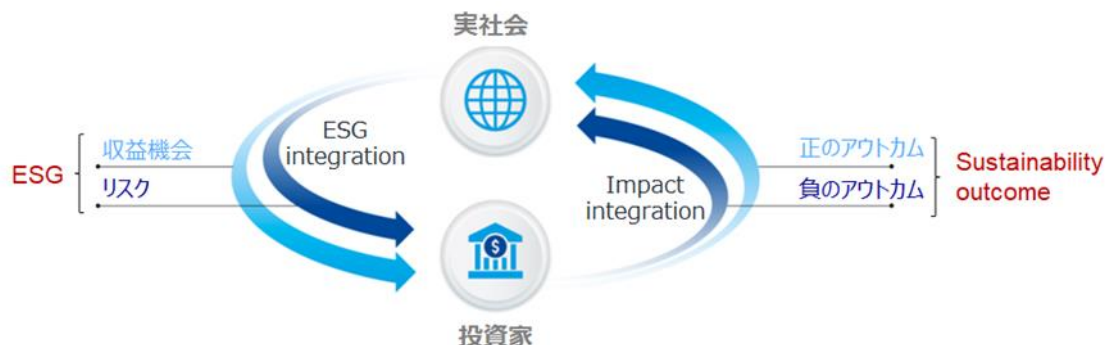 実社会
ESG
収益機会
リスク
ESG
integration
Impact
integration
正のアウトカム
負のアウトカム
Sustainability
outcome
$
投資家